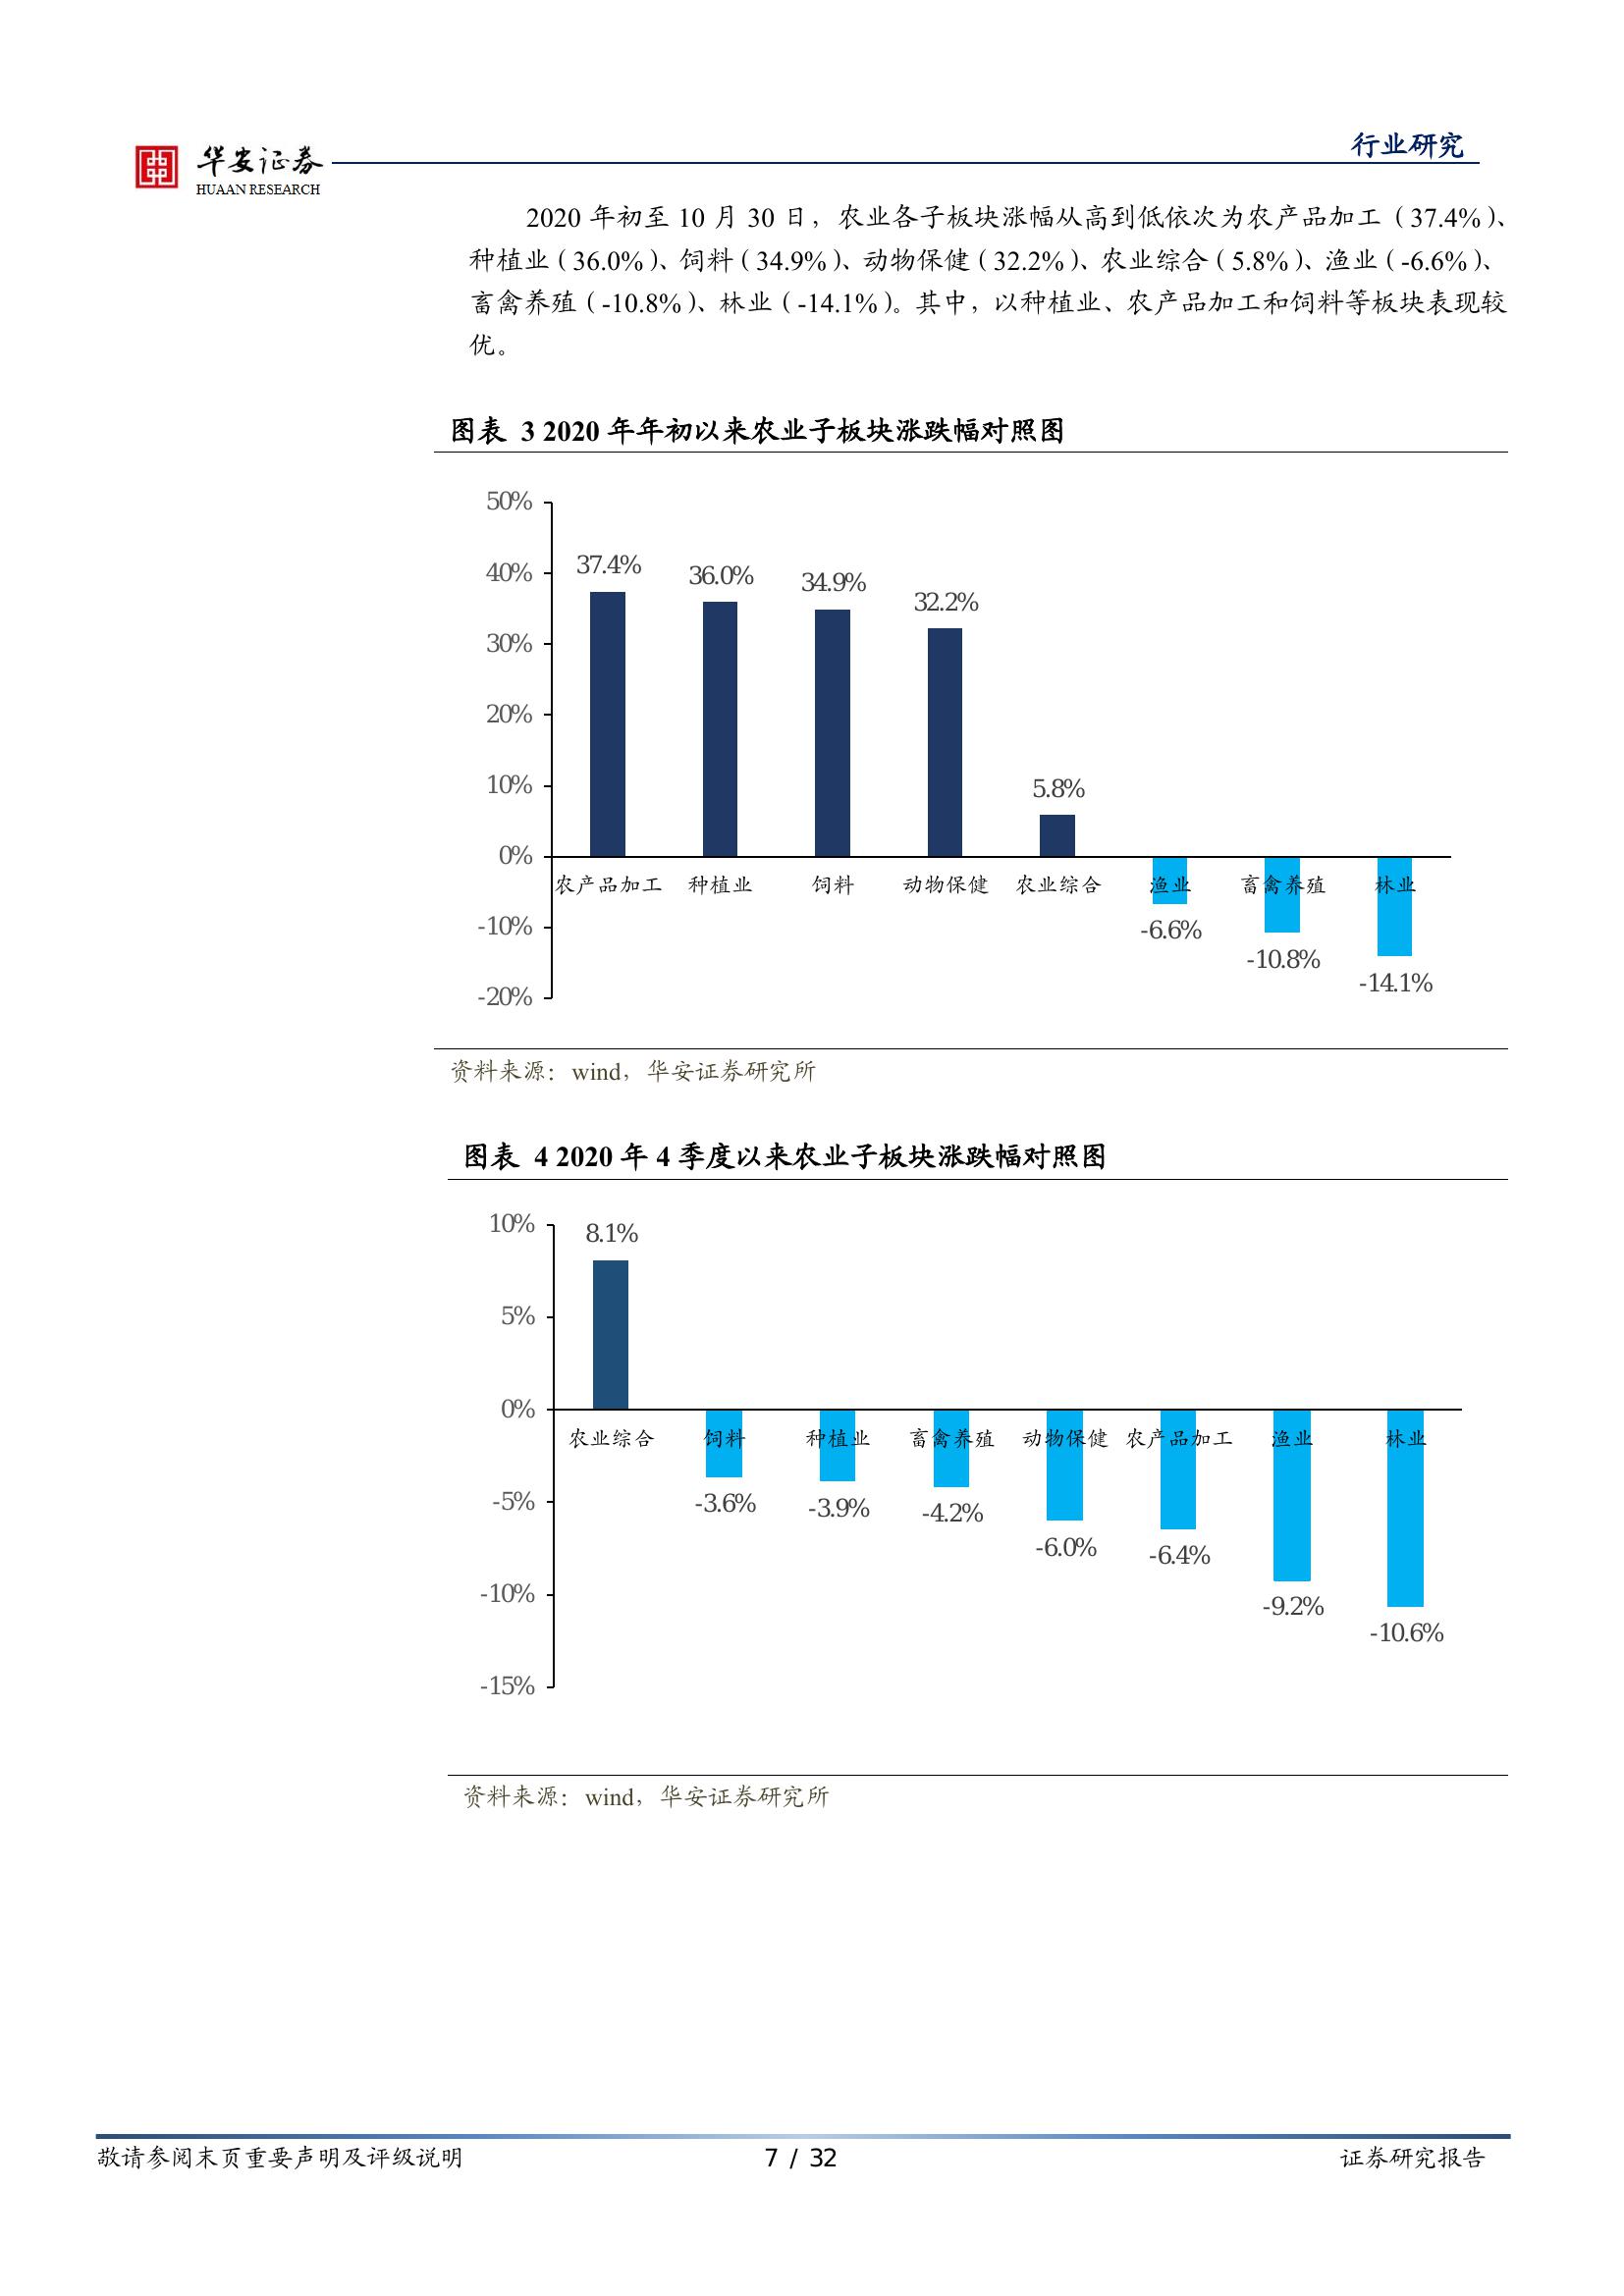 行业研究
华安证券
HUAAN RESEARCH
2020 年初至 10 月 30 日，农业各子板块涨幅从高到低依次为农产品加工（37.4%）、
种植业（36.0%）、饲料（34.9%）、动物保健（32.2%）、农业综合（5.8%）、渔业（-6.6%）、
畜禽养殖（-10.8%）、林业（-14.1%）。其中，以种植业、农产品加工和饲料等板块表现较
优。
图表 3 2020 年年初以来农业子板块涨跌幅对照图
50%
40%
30%
20%
10%
0%
-10%
-20%
37.4%
36.0%
34.9%
32.2%
5.8%
-6.6%
-10.8%
-14.1%
农产品加工 种植业 饲料 动物保健 农业综合 渔业 畜禽养殖 林业
资料来源：wind，华安证券研究所
图表 4 2020 年 4 季度以来农业子板块涨跌幅对照图
10%
5%
0%
-5%
-10%
-15%
8.1%
-3.6%
-3.9%
-4.2%
-6.0%
-6.4%
-9.2%
-10.6%
农业综合 饲料 种植业 畜禽养殖 动物保健 农产品加工 渔业 林业
资料来源：wind，华安证券研究所
敬请参阅末页重要声明及评级说明 7 / 32 证券研究报告